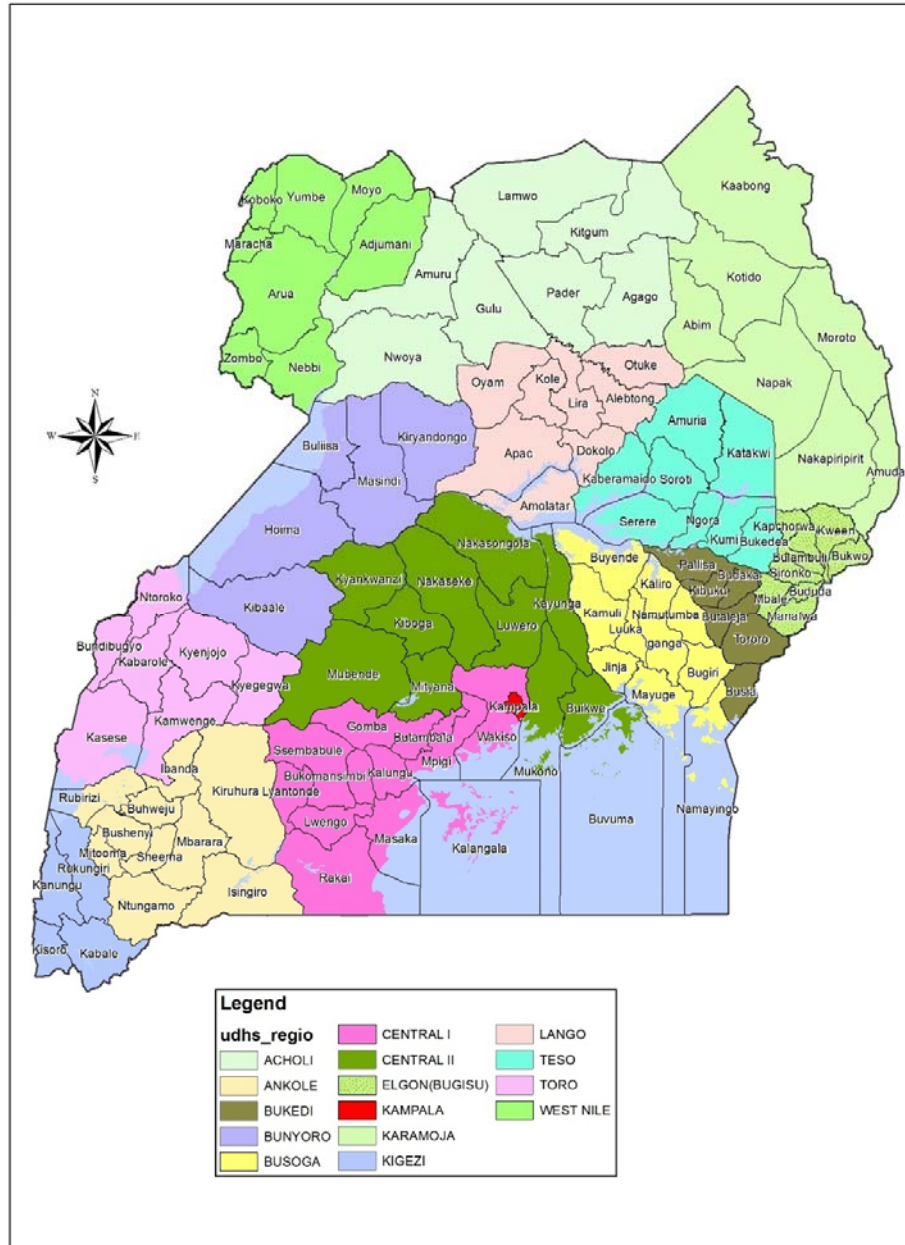 Kaabong
Moyo
Yumbe
Koboko
Lamwo
Kitgum
Maracha
Adjumani
Amuru
Kotido
Arua
Pader
Agago
Gulu
Abim
Moroto
Zombo
Nebbi
Nwoya
Otuke
Oyam
Kole
Napak
Lira
Alebtong
N
W
E
S
Buliisa
Kiryandongo
Amuria
Katakwi
Apac
Dokolo
Nakapiripirit
Amuda
Masindi
Kaberamaido
Soroti
Amolatar
Hoima
Serere
Ngora
Kapchorwa
Kween
Nakasongola
Kumi
Bukedea
Bulambuli
Bukwo
Buyende
Pallisa
Budaka
Sironko
Kyankwanzi
Nakaseke
Kaliro
Kibuku
Mbale
Bududa
Ntoroko
Kibaale
Kayunga
Kamuli
Namutumba
Butaleja
Manafwa
Kiboga
Luwero
Luuka
Iganga
Tororo
Bundibugyo
Kyenjojo
Kabarole
Mubende
Mityana
Jinja
Bugiri
Kyegegwa
Mayuge
Busia
Kampala
Buikwe
Kasese
Kamwenge
Gomba
Butambala
Wakiso
Ssembabule
Mpigi
Ibanda
Bukomansimbi
Kalungu
Mukono
Rubirizi
Kiruhura
Lyantonde
Buhweju
Buvuma
Namayingo
Lwengo
Kalangala
Bushenyi
Mbarara
Masaka
Mitooma
Sheema
Rukungiri
Kanungu
Rakai
Isingiro
Ntungamo
Kisoro
Kabale
Legend
udhs_regio
ACHOLI
ANKOLE
BUKEDI
BUNYORO
BUSOGA
CENTRAL I
CENTRAL II
ELGON(BUGISU)
KAMPALA
KARAMOJA
KIGEZI
LANGO
TESO
TORO
WEST NILE